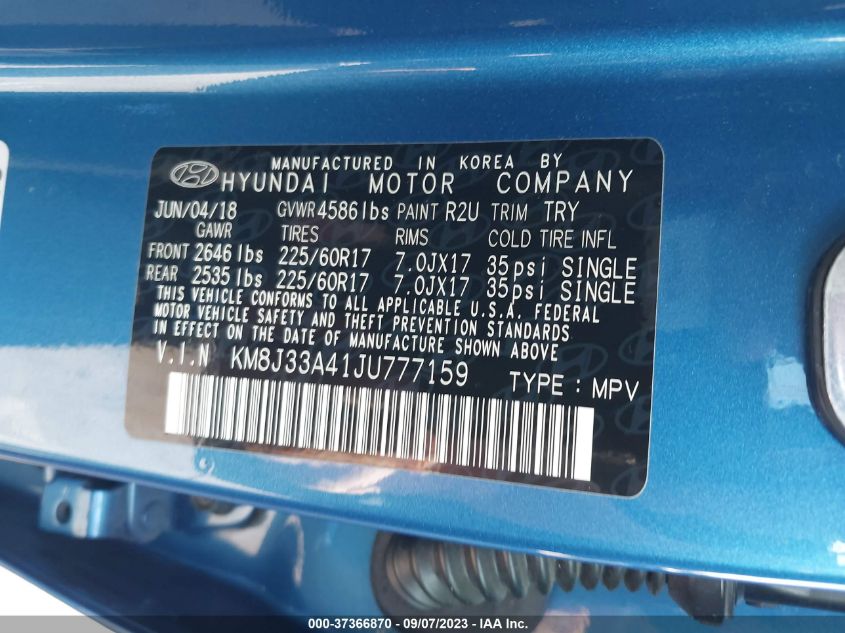 MANUFACTURED IN KOREA BY
HYUNDAI MOTOR COMPANY
JUN/04/18 GVWR 4586 lbs PAINT R2U TRIM TRY
GAWR TIRES RIMS COLD TIRE INFL
FRONT 2646 lbs 225/60R17 7.0JX17 35psi SINGLE
REAR 2535 lbs 225/60R17 7.0JX17 35psi SINGLE
THIS VEHICLE CONFORMS TO ALL APPLICABLE U.S.A. FEDERAL
MOTOR VEHICLE SAFETY AND THEFT PREVENTION STANDARDS
IN EFFECT ON THE DATE OF MANUFACTURE SHOWN ABOVE
V.I.N KM8J33A41JU777159 TYPE : MPV
000-37366870 - 09/07/2023 - IAA Inc.